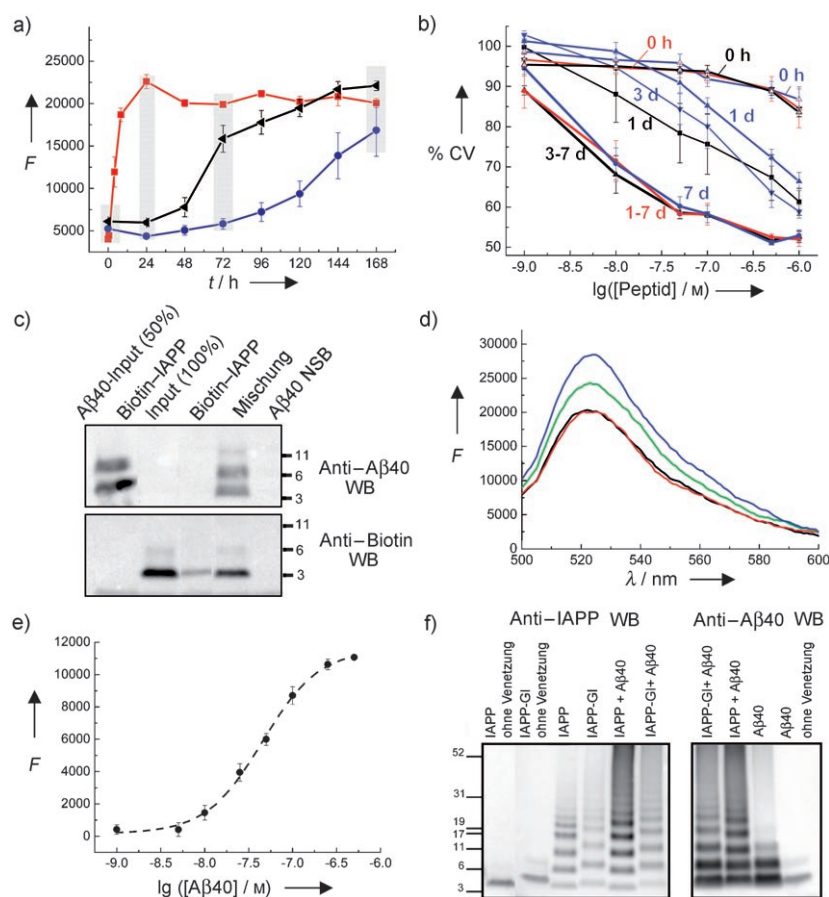 a)
25000
20000
15000
10000
5000
F
0 24 48 72 96 120 144 168
t / h
b)
100
90
80
70
60
50
% CV
0 h
0 h
3 d
1 d
1 d
3-7 d
7 d
1-7 d
-9.0 -8.5 -8.0 -7.5 -7.0 -6.5 -6.0
lg([Peptid] / M)
c)
Aβ40-Input (50%)
Biotin–IAPP
Input (100%)
Biotin–IAPP
Mischung
Aβ40 NSB
11
6
3
Anti–Aβ40
WB
11
6
3
Anti–Biotin
WB
d)
30000
25000
20000
15000
10000
5000
0
F
500 520 540 560 580 600
λ / nm
e)
12000
10000
8000
6000
4000
2000
0
F
-9.0 -8.5 -8.0 -7.5 -7.0 -6.5
lg ([Aβ40] / M)
f)
Anti–IAPP WB
IAPP
ohne Venetzung
IAPP-GI
ohne Venetzung
IAPP
IAPP-GI
IAPP + Aβ40
IAPP-GI + Aβ40
52
31
19
17
11
6
3
Anti–Aβ40 WB
IAPP-GI+ Aβ40
IAPP + Aβ40
Aβ40
Aβ40
ohne Venetzung